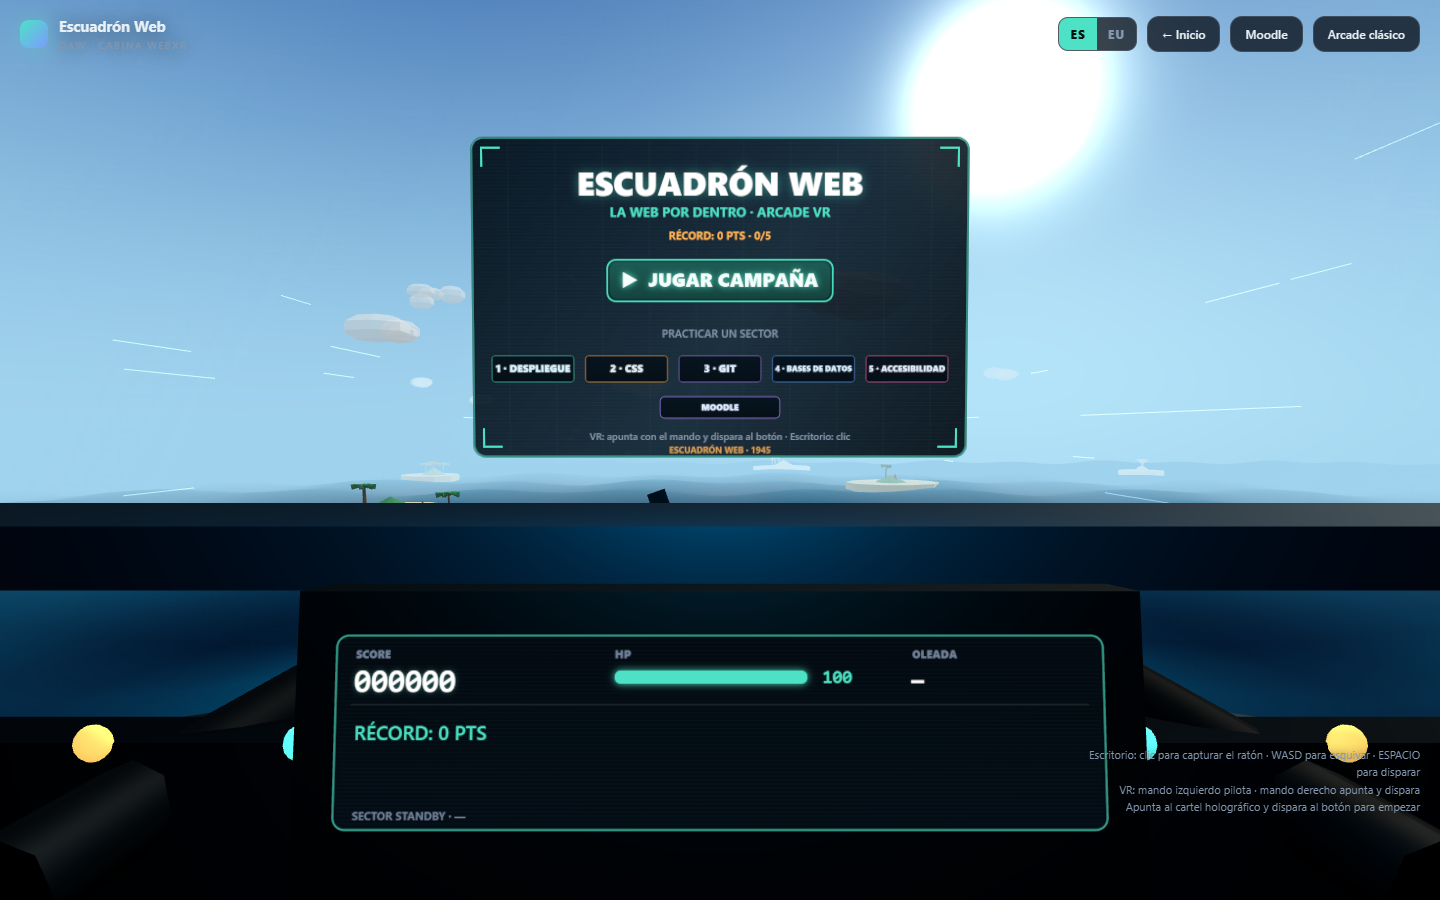 Escuadrón Web
DAW · CABINA WEBXR
ES EU ← Inicio Moodle Arcade clásico
ESCUADRÓN WEB
LA WEB POR DENTRO · ARCADE VR
RÉCORD: 0 PTS · 0/5
▶ JUGAR CAMPAÑA
PRACTICAR UN SECTOR
1 · DESPLIEGUE 2 · CSS 3 · GIT 4 · BASES DE DATOS 5 · ACCESIBILIDAD
MOODLE
VR: apunta con el mando y dispara al botón · Escritorio: clic
ESCUADRÓN WEB · 1945
SCORE HP OLEADA
000000 100 —
RÉCORD: 0 PTS
SECTOR STANDBY · —
Escritorio: clic para capturar el ratón · WASD para esquivar · ESPACIO
para disparar
VR: mando izquierdo pilota · mando derecho apunta y dispara
Apunta al cartel holográfico y dispara al botón para empezar